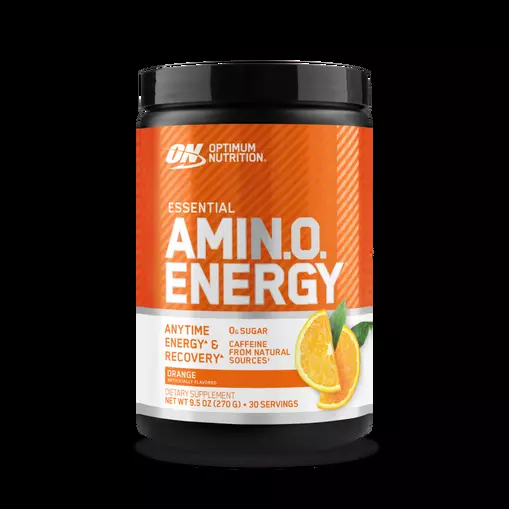 ON OPTIMUM
NUTRITION®
ESSENTIAL
AMIN.O.
ENERGY
ANYTIME
ENERGY^ &
RECOVERY^
0g SUGAR
CAFFEINE
FROM NATURAL
SOURCES†
ORANGE
ARTIFICIALLY FLAVORED
DIETARY SUPPLEMENT
NET WT 9.5 OZ (270 G) • 30 SERVINGS